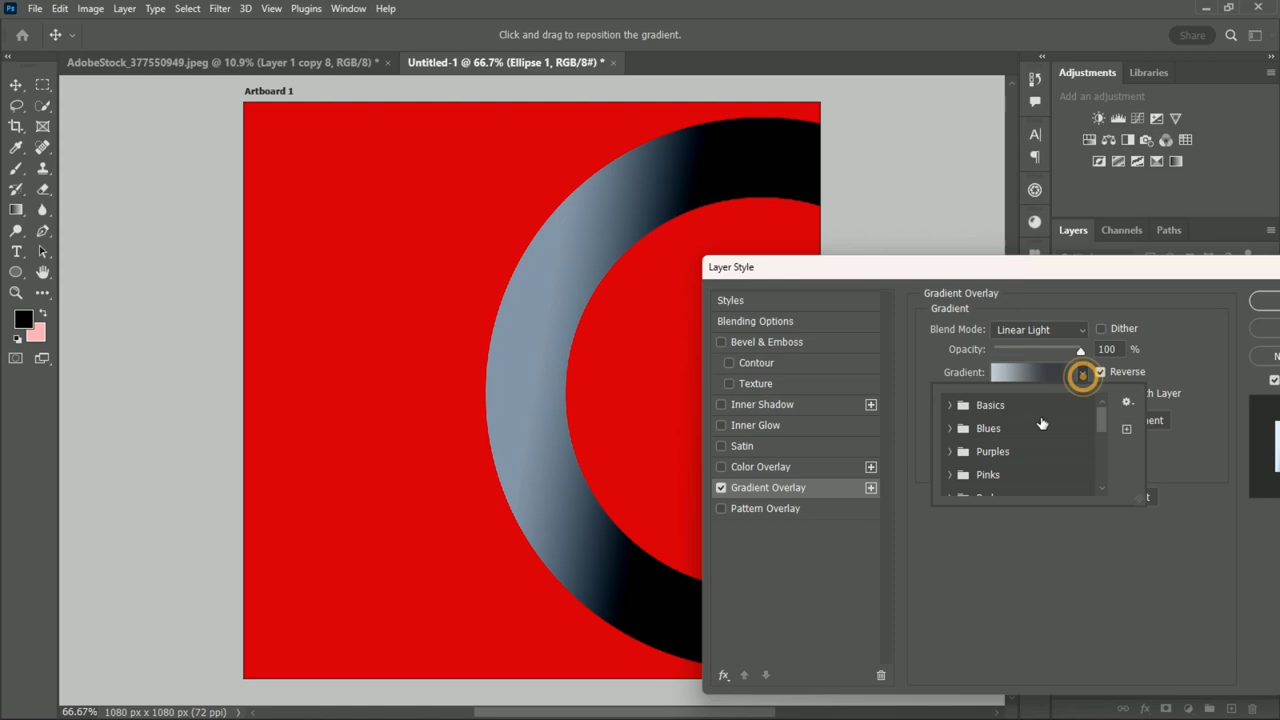 Ps File Edit Image Layer Type Select Filter 3D View Plugins Window Help
Click and drag to reposition the gradient.
Share
AdobeStock_377550949.jpeg @ 10.9% (Layer 1 copy 8, RGB/8) * ×
Untitled-1 @ 66.7% (Ellipse 1, RGB/8#) * ×
Adjustments Libraries
Add an adjustment
Artboard 1
Layers Channels Paths
Layer Style
Styles
Blending Options
Bevel & Emboss
Contour
Texture
Inner Shadow
Inner Glow
Satin
Color Overlay
Gradient Overlay
Pattern Overlay
fx
Gradient Overlay
Gradient
Blend Mode: Linear Light Dither
Opacity: 100 %
Gradient: Reverse
Layer
Basics
Blues
Purples
Pinks
N
66.67% 1080 px x 1080 px (72 ppi)
fx